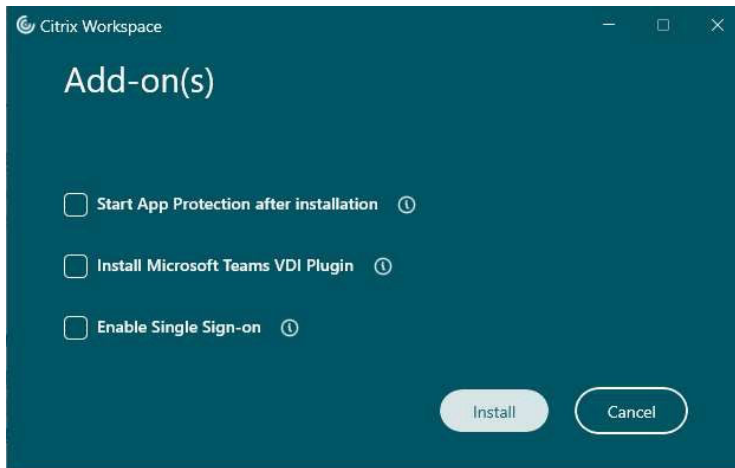 Citrix Workspace
Add-on(s)
Start App Protection after installation
Install Microsoft Teams VDI Plugin
Enable Single Sign-on
Install Cancel